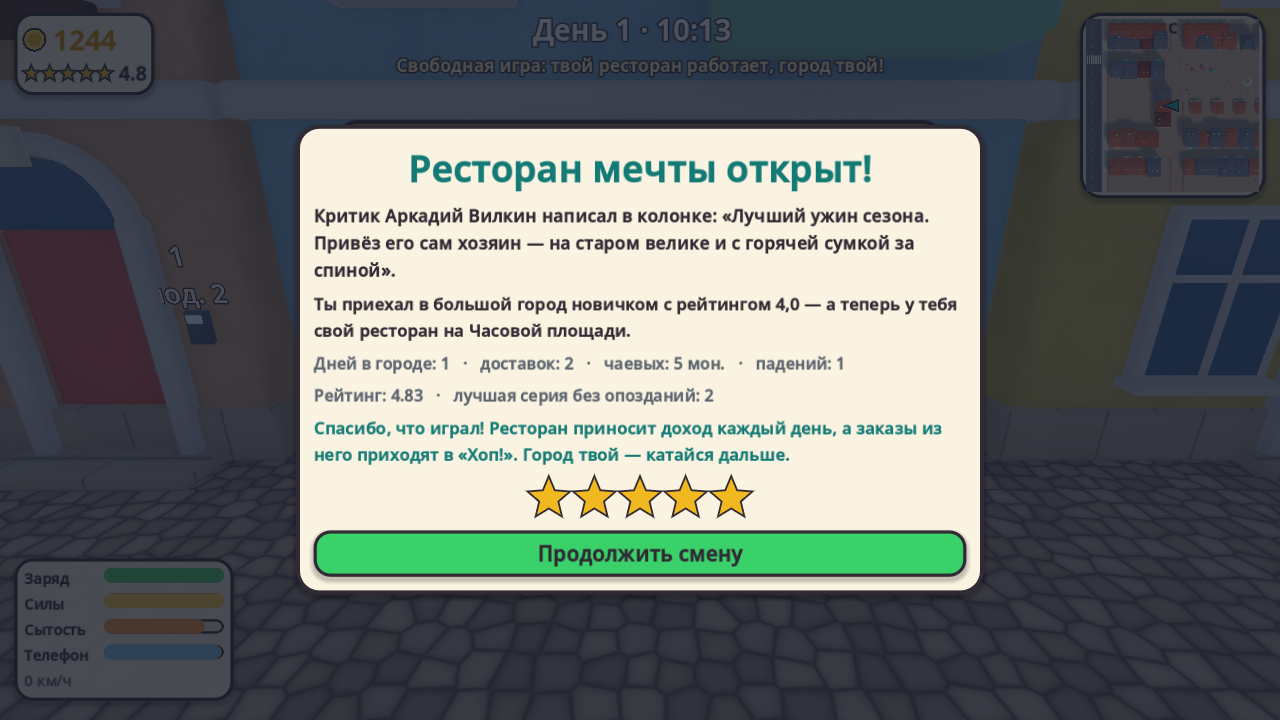 1244
4.8
День 1 · 10:13
Свободная игра: твой ресторан работает, город твой!
С
Ресторан мечты открыт!
Критик Аркадий Вилкин написал в колонке: «Лучший ужин сезона.
Привёз его сам хозяин — на старом велике и с горячей сумкой за
спиной».
Ты приехал в большой город новичком с рейтингом 4,0 — а теперь у тебя
свой ресторан на Часовой площади.
Дней в городе: 1 · доставок: 2 · чаевых: 5 мон. · падений: 1
Рейтинг: 4.83 · лучшая серия без опозданий: 2
Спасибо, что играл! Ресторан приносит доход каждый день, а заказы из
него приходят в «Хоп!». Город твой — катайся дальше.
Продолжить смену
1
под. 2
Заряд
Силы
Сытость
Телефон
0 км/ч